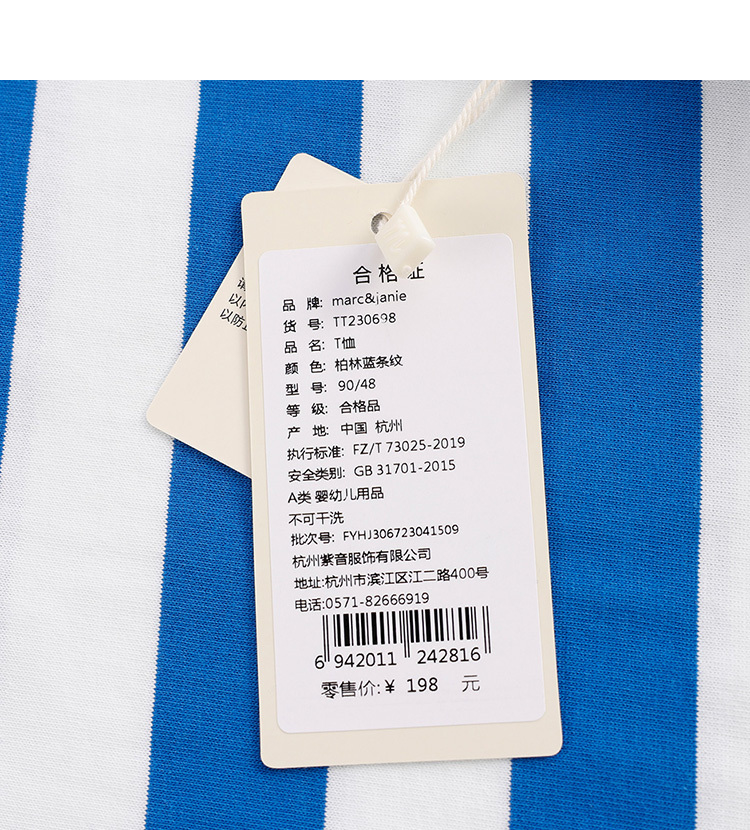 合格证
品 牌: marc&janie
货 号: TT230698
品 名: T恤
颜 色: 柏林蓝条纹
型 号: 90/48
等 级: 合格品
产 地: 中国 杭州
执行标准: FZ/T 73025-2019
安全类别: GB 31701-2015
A类 婴幼儿用品
不可干洗
批次号: FYHJ306723041509
杭州紫音服饰有限公司
地址:杭州市滨江区江二路400号
电话:0571-82666919
6 942011 242816
零售价:¥ 198 元
以内
以防